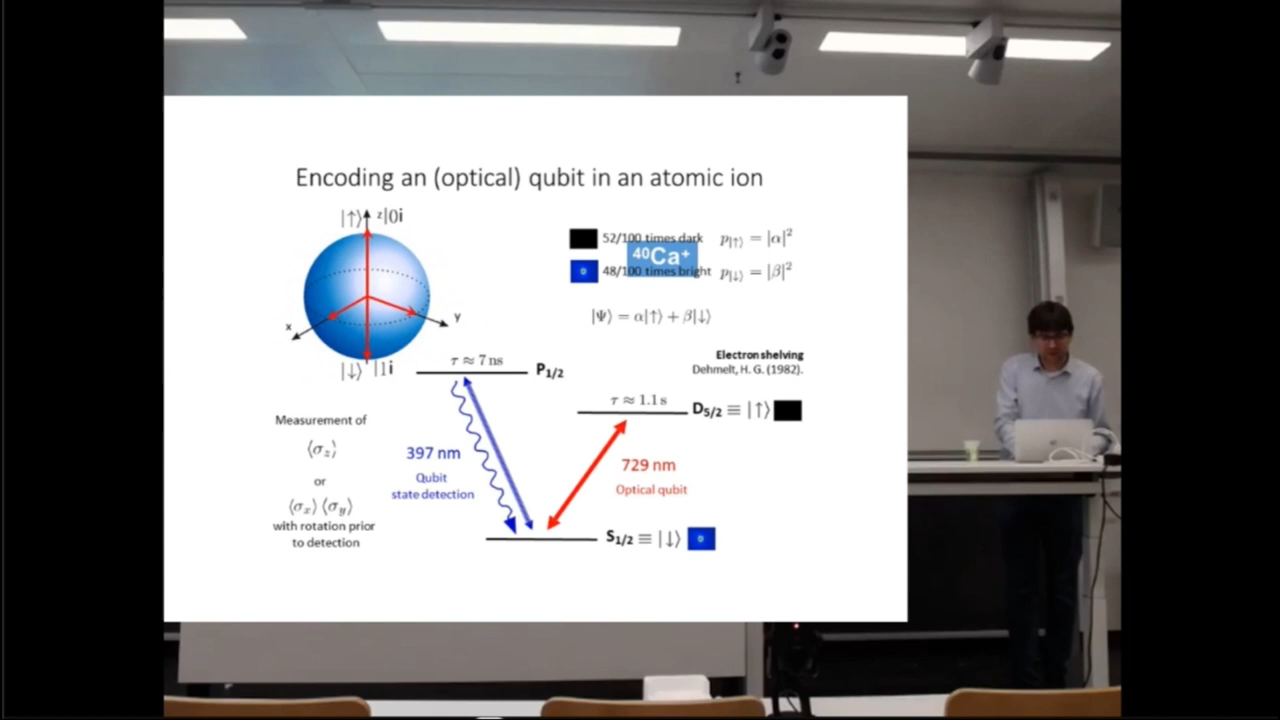 Encoding an (optical) qubit in an atomic ion
|↑⟩ z |0i
x
y
|↓⟩ |1i
52/100 times dark p|↑⟩ = |α|²
⁴⁰Ca⁺
48/100 times bright p|↓⟩ = |β|²
|Ψ⟩ = α|↑⟩ + β|↓⟩
Electron shelving
Dehmelt, H. G. (1982).
τ ≈ 7 ns
P1/2
τ ≈ 1.1 s
D5/2 ≡ |↑⟩
Measurement of
⟨σz⟩
or
⟨σx⟩ ⟨σy⟩
with rotation prior
to detection
397 nm
Qubit
state detection
729 nm
Optical qubit
S1/2 ≡ |↓⟩